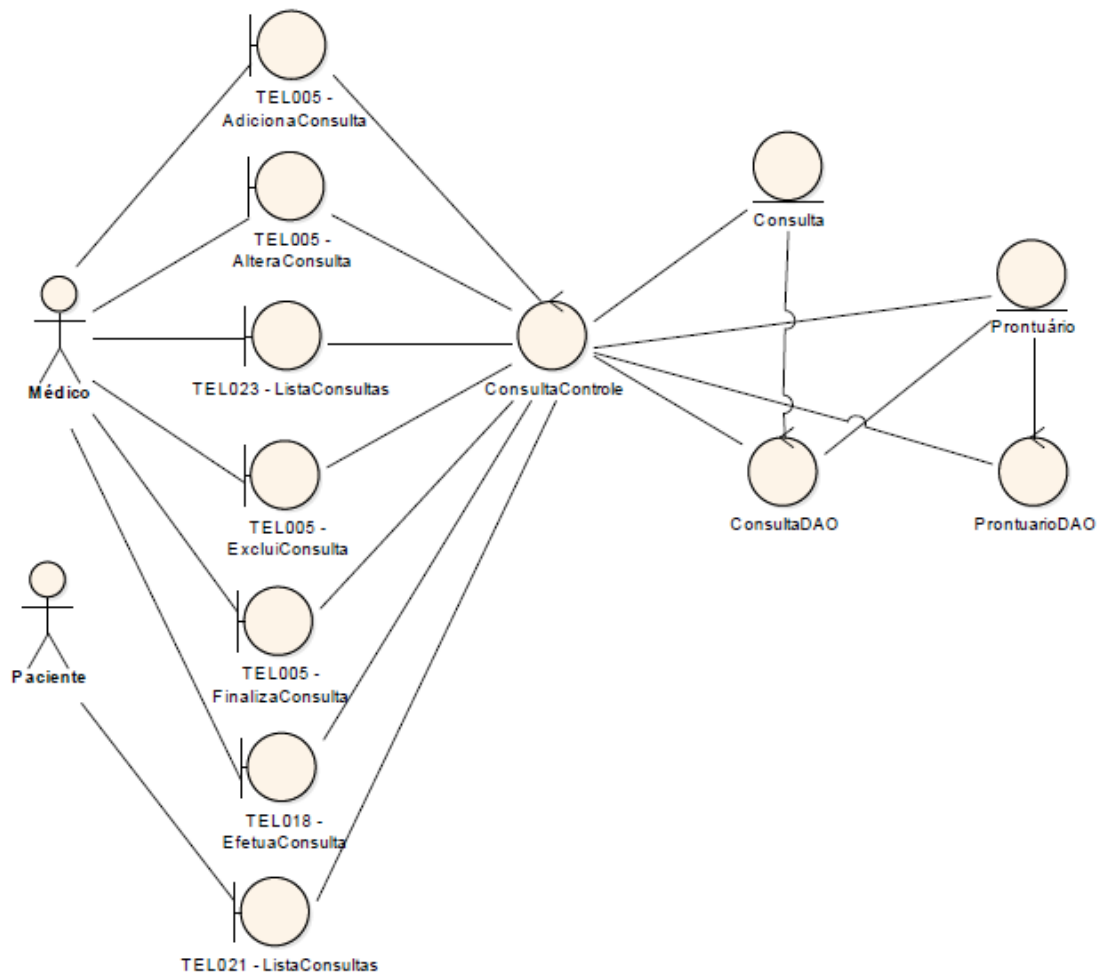 TEL005 -
AdicionaConsulta
TEL005 -
AlteraConsulta
Consulta
Prontuário
Médico
TEL023 - ListaConsultas
ConsultaControle
TEL005 -
ExcluiConsulta
ConsultaDAO
ProntuarioDAO
Paciente
TEL005 -
FinalizaConsulta
TEL018 -
EfetuaConsulta
TEL021 - ListaConsultas